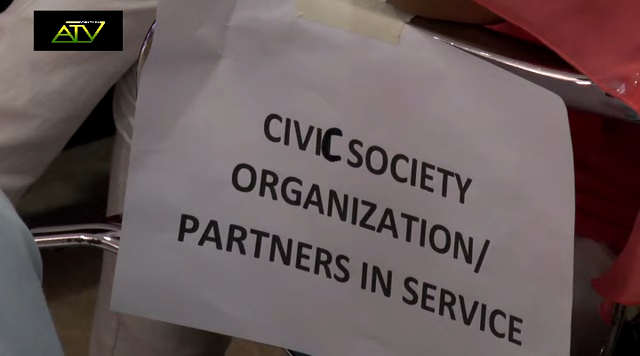 ATV
CIVIC SOCIETY
ORGANIZATION/
PARTNERS IN SERVICE